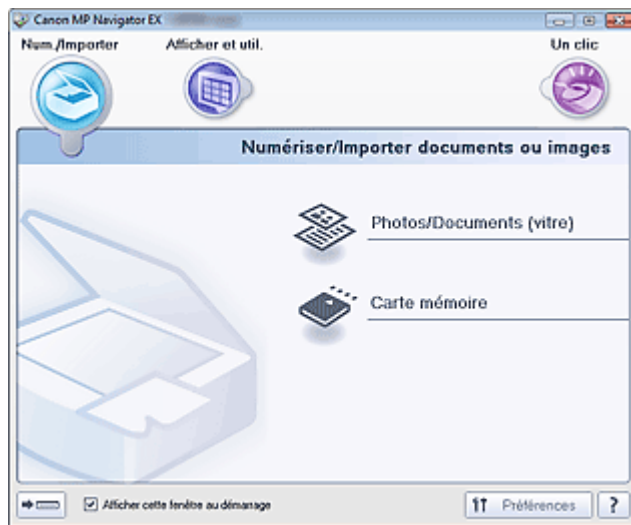 Canon MP Navigator EX
Num./Importer
Afficher et util.
Un clic
Numériser/Importer documents ou images
Photos/Documents (vitre)
Carte mémoire
Afficher cette fenêtre au démarrage
Préférences
?